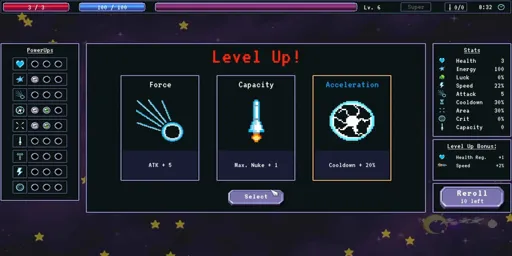 3 / 3
100 / 100
Lv. 6
Super
0/0
8:32
PowerUps
Level Up!
Force
ATK + 5
Capacity
Max. Nuke + 1
Acceleration
Cooldown + 20%
Select
Stats
Health 3
Energy 100
Luck 0%
Speed 22%
Attack 5
Cooldown 30%
Area 30%
Crit 0%
Capacity 0
Level Up Bonus:
Health Reg. +1
Speed +2%
Reroll
10 left